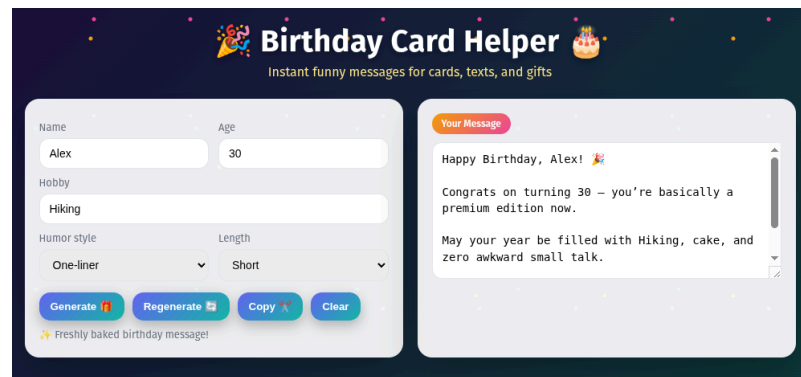 🎉 Birthday Card Helper 🎂
Instant funny messages for cards, texts, and gifts
Name
Age
Alex
30
Hobby
Hiking
Humor style
Length
One-liner
Short
Generate 🎁
Regenerate 🔄
Copy ✂️
Clear
✨ Freshly baked birthday message!
Your Message
Happy Birthday, Alex! 🎉
Congrats on turning 30 — you’re basically a
premium edition now.
May your year be filled with Hiking, cake, and
zero awkward small talk.